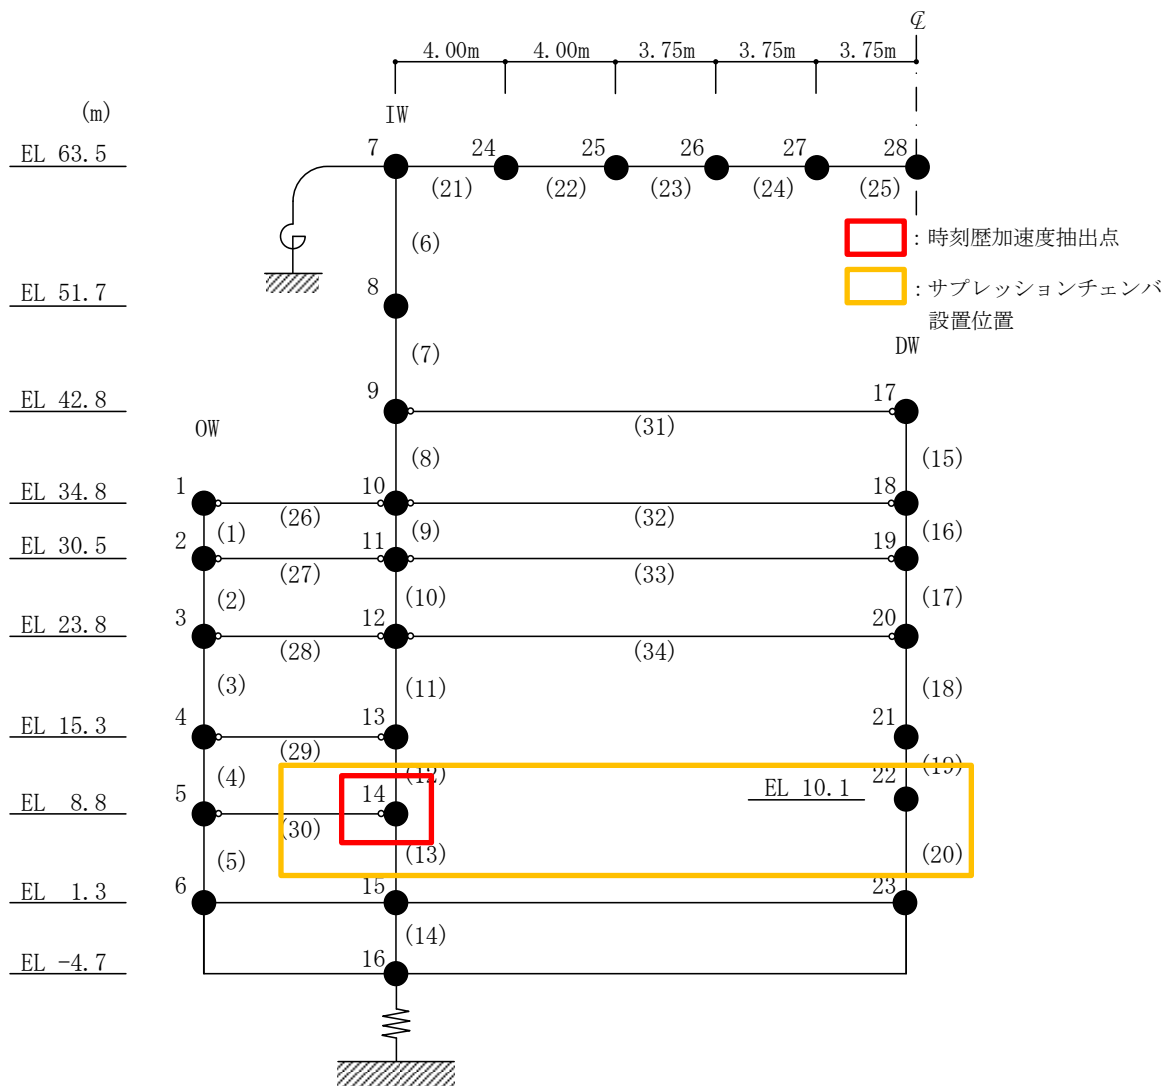 ℄
4.00m 4.00m 3.75m 3.75m 3.75m
(m)
IW
EL 63.5
7 24 25 26 27 28
(21) (22) (23) (24) (25)
: 時刻歴加速度抽出点
(6)
: サプレッションチェンバ
設置位置
EL 51.7
8
DW
(7)
EL 42.8
9 17
(31)
OW
(8) (15)
EL 34.8
1 10 18
(26) (32)
(1) (9) (16)
EL 30.5
2 11 19
(27) (33)
(2) (10) (17)
EL 23.8
3 12 20
(28) (34)
(3) (11) (18)
EL 15.3
4 13 21
(29)
(4) (12) (19)
EL 8.8
5 14 EL 10.1 22
(30)
(5) (13) (20)
EL 1.3
6 15 23
(14)
EL -4.7
16